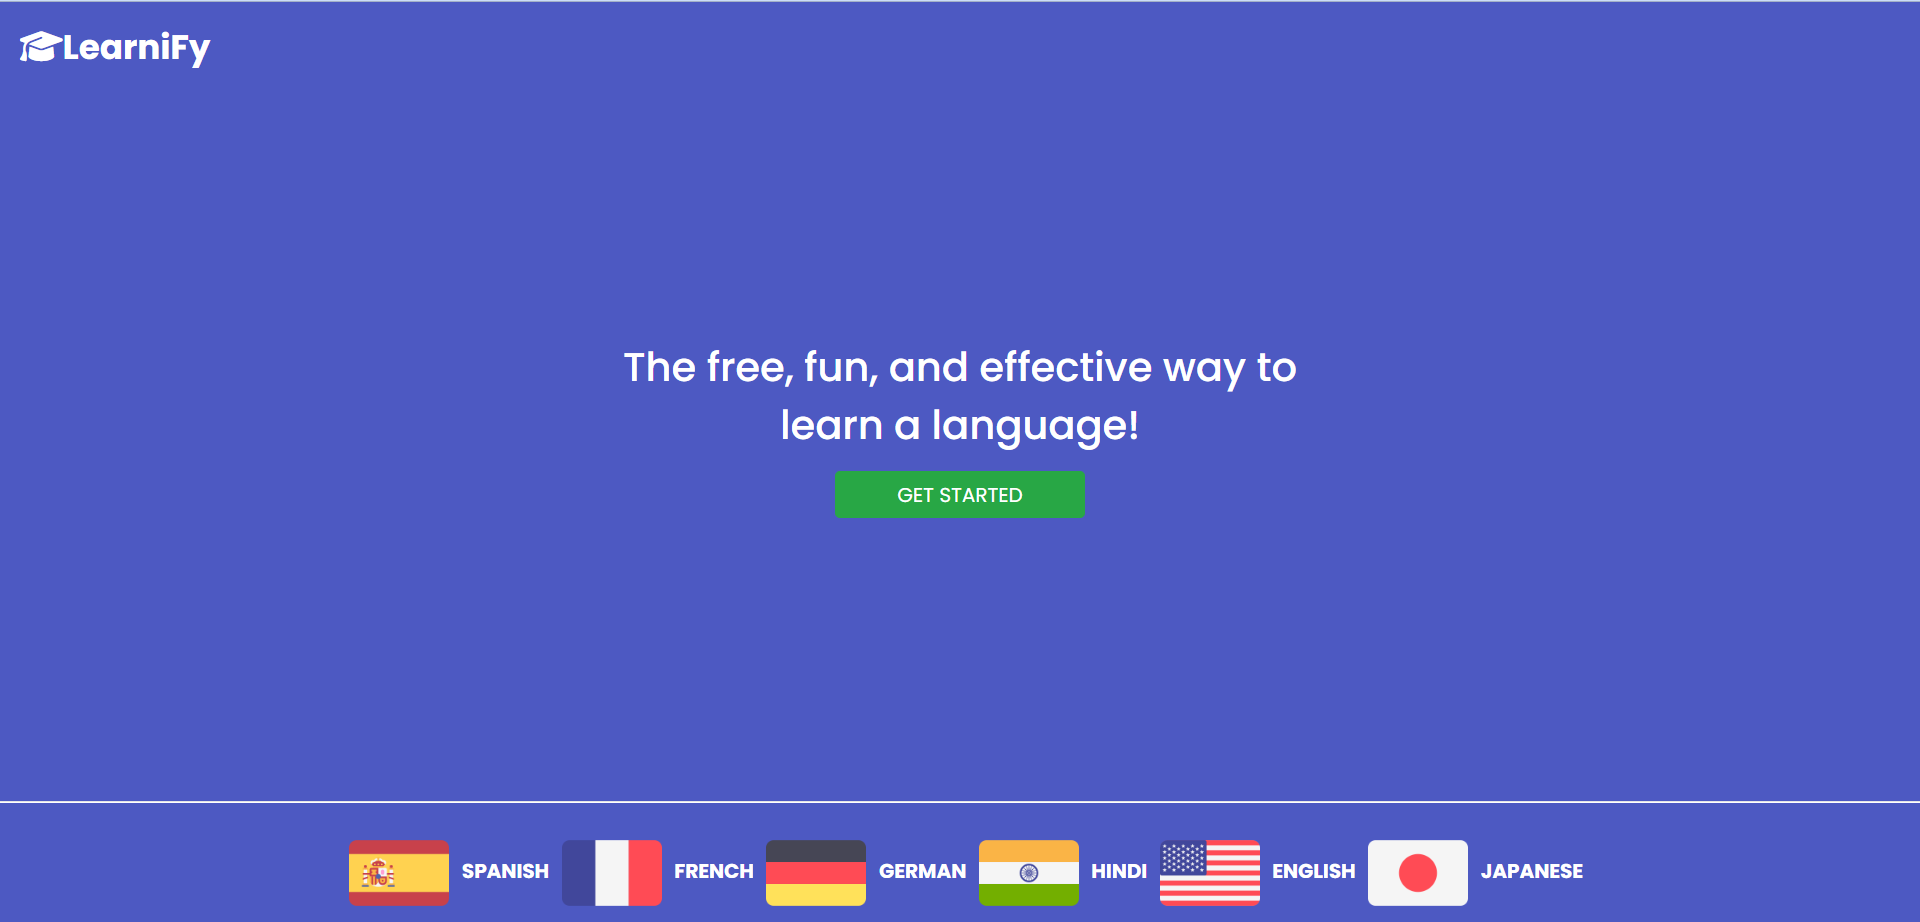 LearniFy
The free, fun, and effective way to
learn a language!
GET STARTED
SPANISH FRENCH GERMAN HINDI ENGLISH JAPANESE